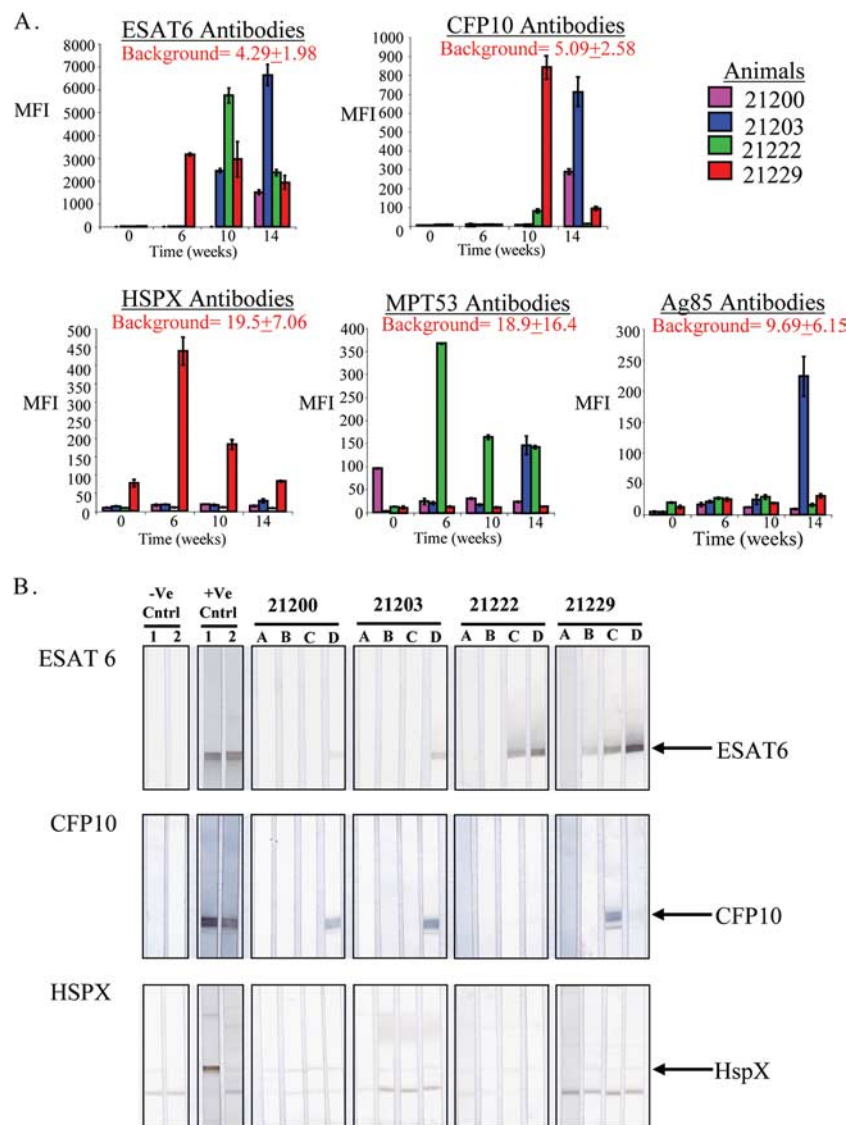 A.
ESAT6 Antibodies
Background= 4.29±1.98
MFI
8000
7000
6000
5000
4000
3000
2000
1000
0
0 6 10 14
Time (weeks)
CFP10 Antibodies
Background= 5.09±2.58
MFI
1000
900
800
700
600
500
400
300
200
100
0
0 6 10 14
Time (weeks)
Animals
21200
21203
21222
21229
HSPX Antibodies
Background= 19.5±7.06
MFI
500
450
400
350
300
250
200
150
100
50
0
0 6 10 14
Time (weeks)
MPT53 Antibodies
Background= 18.9±16.4
MFI
400
350
300
250
200
150
100
50
0
0 6 10 14
Time (weeks)
Ag85 Antibodies
Background= 9.69±6.15
MFI
300
250
200
150
100
50
0
0 6 10 14
Time (weeks)
B.
-Ve Cntrl
+Ve Cntrl
21200 21203 21222 21229
1 2 1 2 A B C D A B C D A B C D A B C D
ESAT 6
ESAT6
CFP10
CFP10
HSPX
HspX